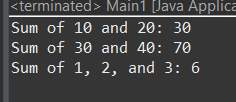 <terminated> Main1 [Java Applica
Sum of 10 and 20: 30
Sum of 30 and 40: 70
Sum of 1, 2, and 3: 6